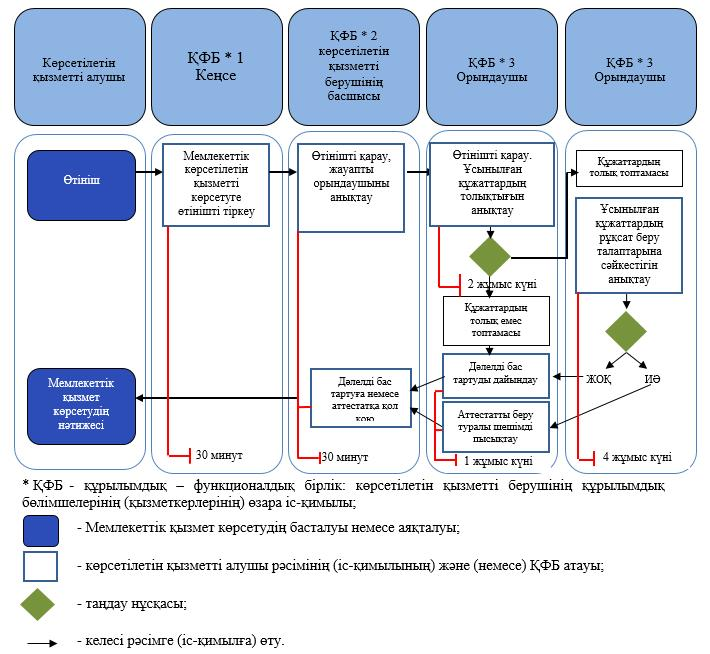 Көрсетілетін
қызметті алушы
ҚФБ * 1
Кеңсе
ҚФБ * 2
көрсетілетін
қызметті
берушінің
басшысы
ҚФБ * 3
Орындаушы
ҚФБ * 3
Орындаушы
Өтініш
Мемлекеттік
көрсетілетін
қызметті
көрсетуге
өтінішті тіркеу
Өтінішті қарау,
жауапты
орындаушыны
анықтау
Өтінішті қарау.
Ұсынылған
құжаттардың
толықтығын
анықтау
Құжаттардың
толық топтамасы
Ұсынылған
құжаттардың
рұқсат беру
талаптарына
сәйкестігін
анықтау
2 жұмыс күні
Құжаттардың
толық емес
топтамасы
Мемлекеттік
қызмет
көрсетудің
нәтижесі
Дәлелді бас
тартуға немесе
аттестатқа қол
қою
Дәлелді бас
тартуды дайындау
ЖОҚ
ИӘ
Аттестатты беру
туралы шешімді
пысықтау
30 минут
30 минут
1 жұмыс күні
4 жұмыс күні
* ҚФБ - құрылымдық – функционалдық бірлік: көрсетілетін қызметті берушінің құрылымдық
бөлімшелерінің (қызметкерлерінің) өзара іс-қимылы;
- Мемлекеттік қызмет көрсетудің басталуы немесе аяқталуы;
- көрсетілетін қызметті алушы рәсімінің (іс-қимылының) және (немесе) ҚФБ атауы;
- таңдау нұсқасы;
- келесі рәсімге (іс-қимылға) өту.